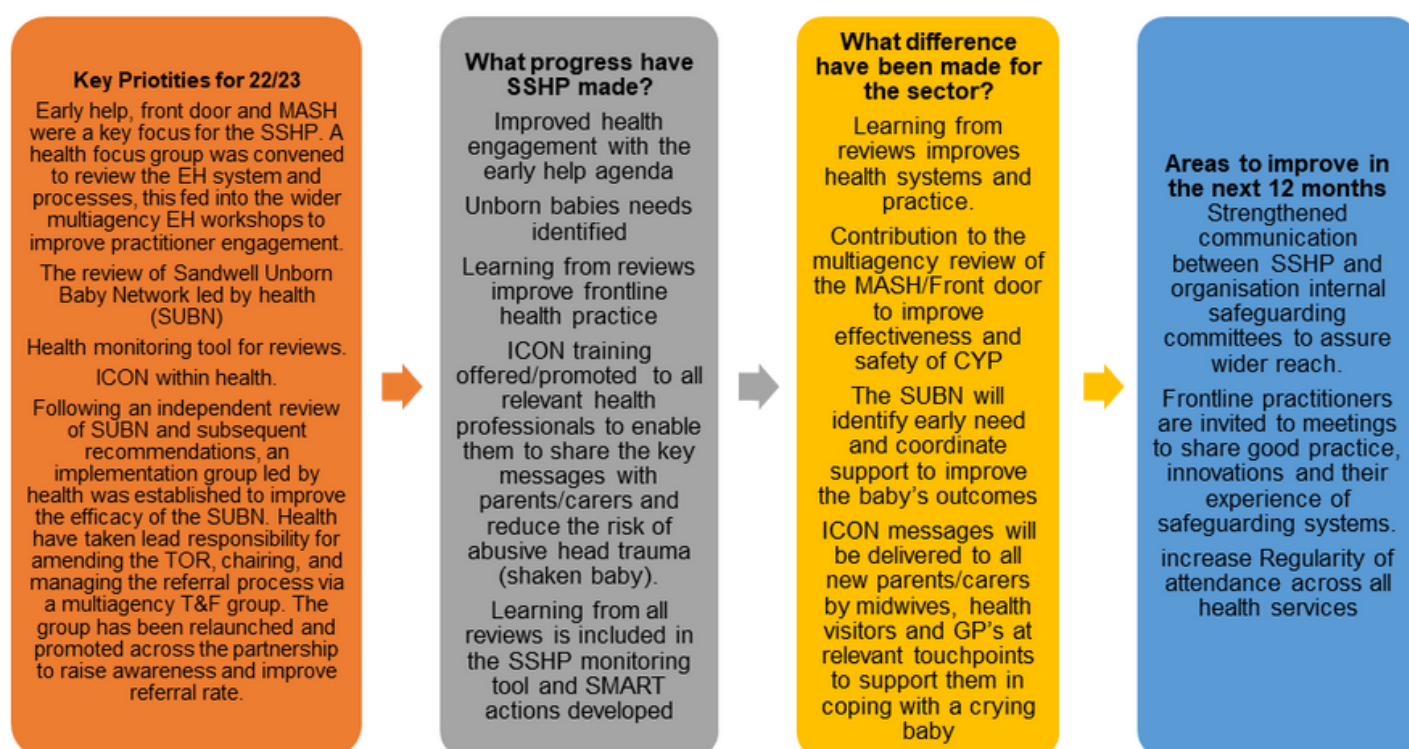 Key Priotities for 22/23
Early help, front door and MASH
were a key focus for the SSHP. A
health focus group was convened
to review the EH system and
processes, this fed into the wider
multiagency EH workshops to
improve practitioner engagement.
The review of Sandwell Unborn
Baby Network led by health
(SUBN)
Health monitoring tool for reviews.
ICON within health.
Following an independent review
of SUBN and subsequent
recommendations, an
implementation group led by
health was established to improve
the efficacy of the SUBN. Health
have taken lead responsibility for
amending the TOR, chairing, and
managing the referral process via
a multiagency T&F group. The
group has been relaunched and
promoted across the partnership
to raise awareness and improve
referral rate.
What progress have
SSHP made?
Improved health
engagement with the
early help agenda
Unborn babies needs
identified
Learning from reviews
improve frontline
health practice
ICON training
offered/promoted to all
relevant health
professionals to enable
them to share the key
messages with
parents/carers and
reduce the risk of
abusive head trauma
(shaken baby).
Learning from all
reviews is included in
the SSHP monitoring
tool and SMART
actions developed
What difference
have been made for
the sector?
Learning from
reviews improves
health systems and
practice.
Contribution to the
multiagency review of
the MASH/Front door
to improve
effectiveness and
safety of CYP
The SUBN will
identify early need
and coordinate
support to improve
the baby's outcomes
ICON messages will
be delivered to all
new parents/carers
by midwives, health
visitors and GP's at
relevant touchpoints
to support them in
coping with a crying
baby
Areas to improve in
the next 12 months
Strengthened
communication
between SSHP and
organisation internal
safeguarding
committees to assure
wider reach.
Frontline practitioners
are invited to meetings
to share good practice,
innovations and their
experience of
safeguarding systems.
increase Regularity of
attendance across all
health services